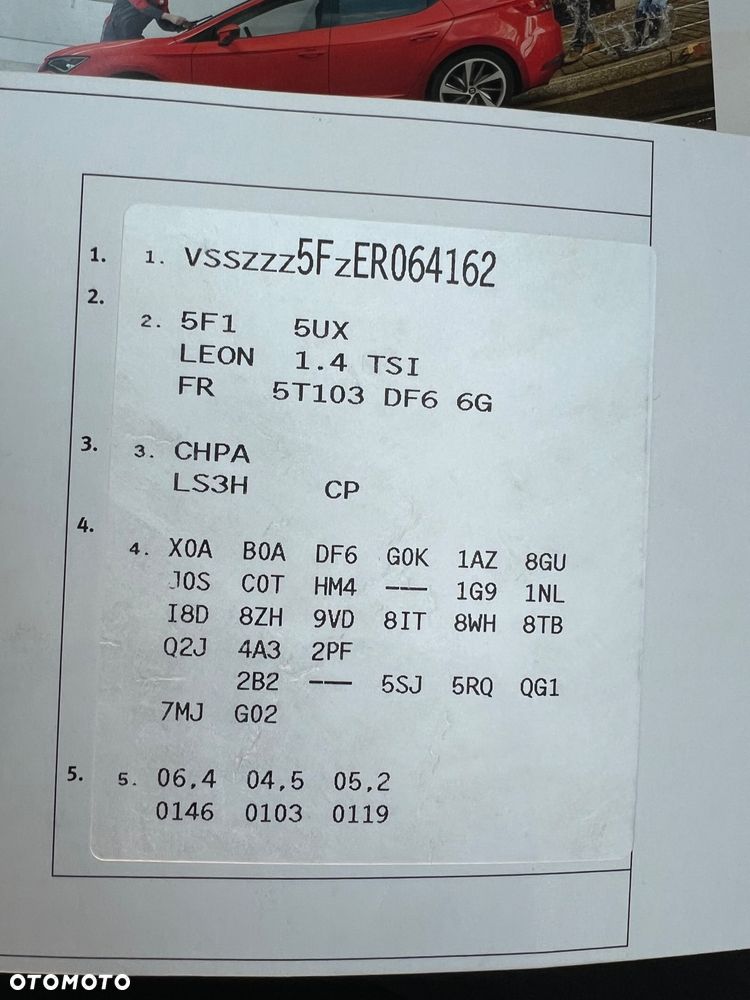 1. 1. VSSZZZ5FZER064162
2.
2. 5F1 5UX
LEON 1.4 TSI
FR 5T103 DF6 6G
3. 3. CHPA
LS3H CP
4.
4. X0A B0A DF6 G0K 1AZ 8GU
J0S C0T HM4 --- 1G9 1NL
I8D 8ZH 9VD 8IT 8WH 8TB
Q2J 4A3 2PF
2B2 --- 5SJ 5RQ QG1
7MJ G02
5. 5. 06,4 04,5 05,2
0146 0103 0119
OTOMOTO